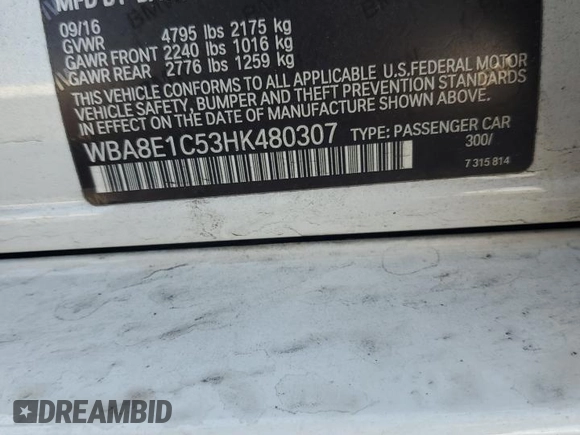 MFD BY
09/16
GVWR 4795 lbs 2175 kg
GAWR FRONT 2240 lbs 1016 kg
GAWR REAR 2776 lbs 1259 kg
THIS VEHICLE CONFORMS TO ALL APPLICABLE U.S.FEDERAL MOTOR
VEHICLE SAFETY, BUMPER, AND THEFT PREVENTION STANDARDS
IN EFFECT ON THE DATE OF MANUFACTURE SHOWN ABOVE.
WBA8E1C53HK480307 TYPE: PASSENGER CAR
300/
7 315 814
DREAMBID